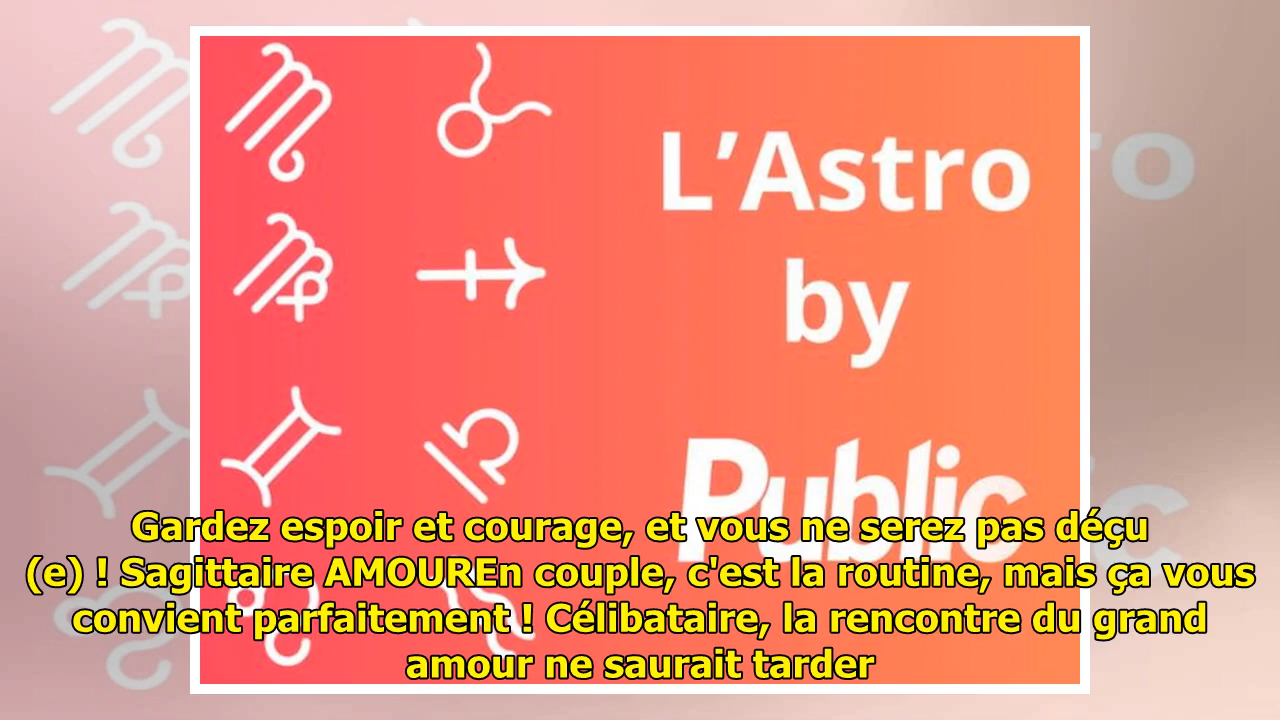 L'Astro
by
Public
Gardez espoir et courage, et vous ne serez pas déçu
(e) ! Sagittaire AMOUREn couple, c'est la routine, mais ça vous
convient parfaitement ! Célibataire, la rencontre du grand
amour ne saurait tarder